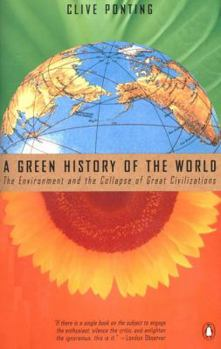 CLIVE PONTING
A GREEN HISTORY OF THE WORLD
The Environment and the Collapse of Great Civilizations
"If there is a single book on the subject to engage
the enthusiast, silence the critic, and enlighten
the ignoramus, this is it." — London Observer